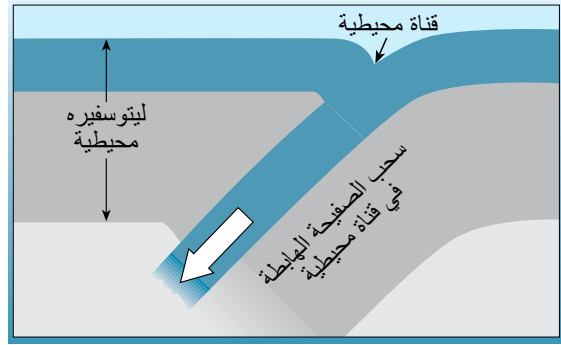 قناة محيطية
ليتوسفيره
محيطية
سحب الصفيحة الهابطة
في قناة محيطية